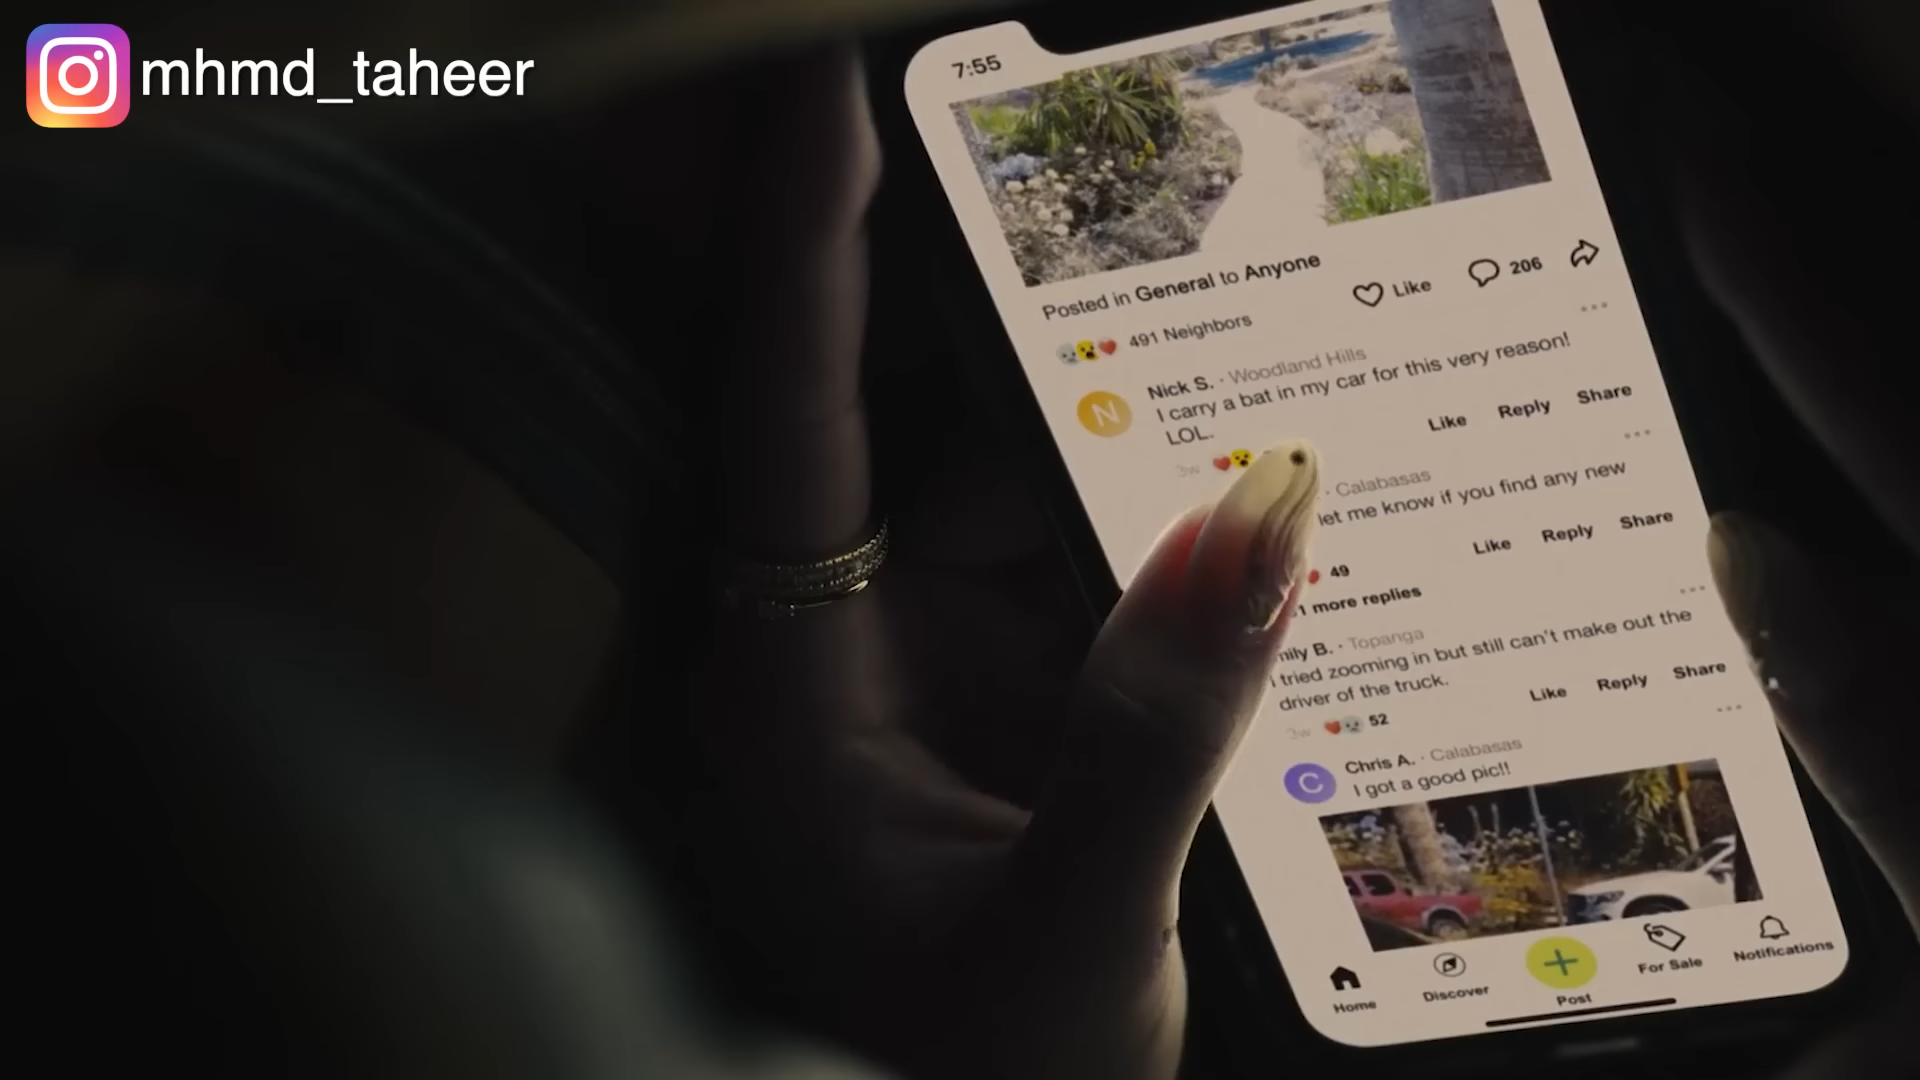 mhmd_taheer
7:55
Posted in General to Anyone
Like 206
491 Neighbors
Nick S. · Woodland Hills
N
I carry a bat in my car for this very reason!
LOL.
Like Reply Share
3w
· Calabasas
let me know if you find any new
Like Reply Share
49
1 more replies
B. · Topanga
I tried zooming in but still can't make out the
driver of the truck.
Like Reply Share
3w 52
Chris A. · Calabasas
C
I got a good pic!!
Home
Discover
Post
For Sale
Notifications